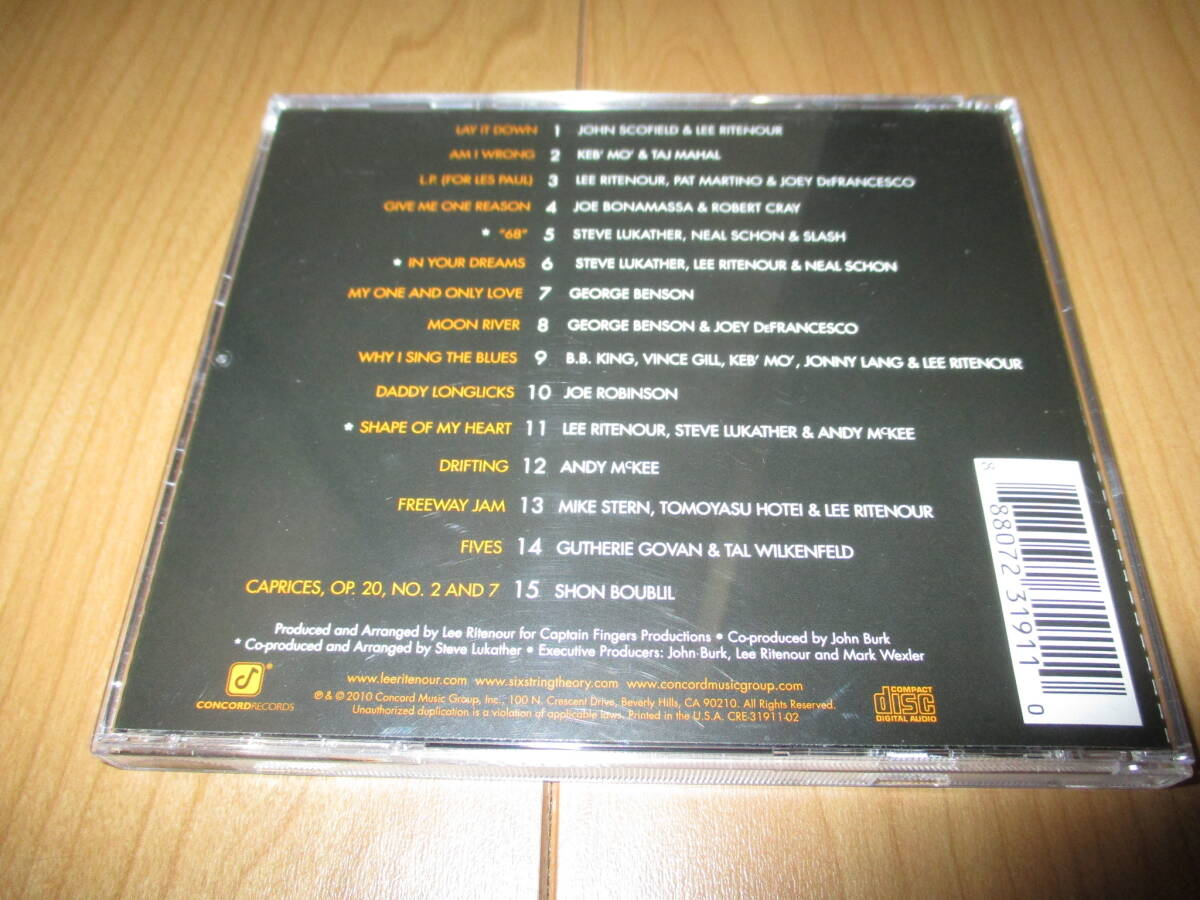 LAY IT DOWN 1 JOHN SCOFIELD & LEE RITENOUR
AM I WRONG 2 KEB' MO' & TAJ MAHAL
L.P. (FOR LES PAUL) 3 LEE RITENOUR, PAT MARTINO & JOEY DeFRANCESCO
GIVE ME ONE REASON 4 JOE BONAMASSA & ROBERT CRAY
* "68" 5 STEVE LUKATHER, NEAL SCHON & SLASH
* IN YOUR DREAMS 6 STEVE LUKATHER, LEE RITENOUR & NEAL SCHON
MY ONE AND ONLY LOVE 7 GEORGE BENSON
MOON RIVER 8 GEORGE BENSON & JOEY DeFRANCESCO
WHY I SING THE BLUES 9 B.B. KING, VINCE GILL, KEB' MO', JONNY LANG & LEE RITENOUR
DADDY LONGLICKS 10 JOE ROBINSON
* SHAPE OF MY HEART 11 LEE RITENOUR, STEVE LUKATHER & ANDY McKEE
DRIFTING 12 ANDY McKEE
FREEWAY JAM 13 MIKE STERN, TOMOYASU HOTEI & LEE RITENOUR
FIVES 14 GUTHERIE GOVAN & TAL WILKENFELD
CAPRICES, OP. 20, NO. 2 AND 7 15 SHON BOUBLIL
Produced and Arranged by Lee Ritenour for Captain Fingers Productions • Co-produced by John Burk
* Co-produced and Arranged by Steve Lukather • Executive Producers: John Burk, Lee Ritenour and Mark Wexler
www.leeritenour.com www.sixstringtheory.com www.concordmusicgroup.com
℗ & © 2010 Concord Music Group, Inc., 100 N. Crescent Drive, Beverly Hills, CA 90210. All Rights Reserved.
Unauthorized duplication is a violation of applicable laws. Printed in the U.S.A. CRE-31911-02
CONCORD RECORDS
COMPACT
disc
DIGITAL AUDIO
8 88072 31911 0